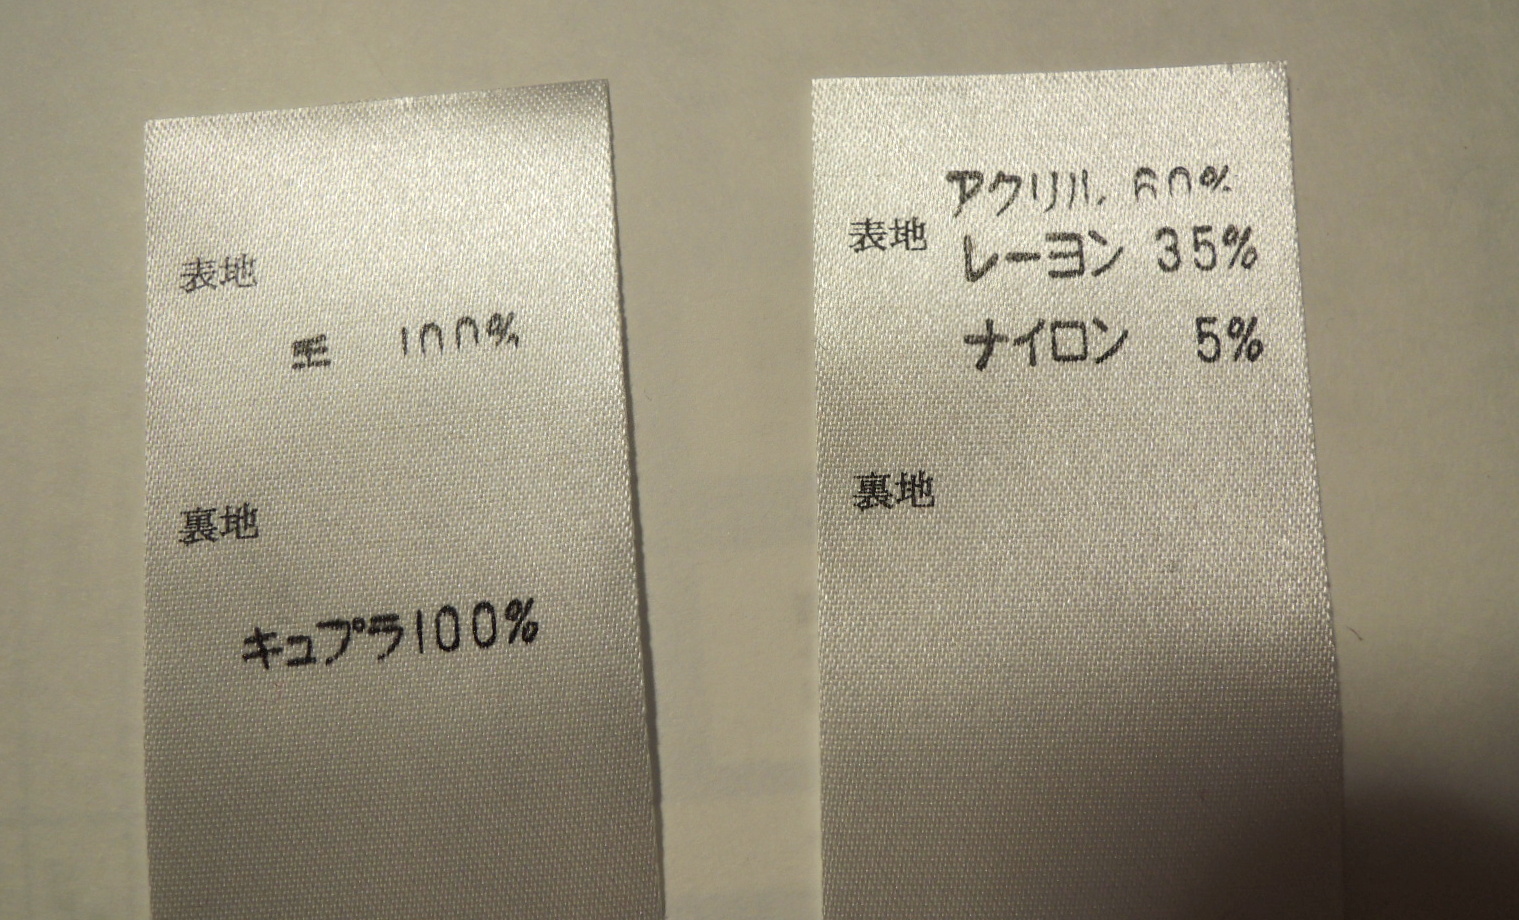 表地
毛 100%
裏地
キュプラ100%
アクリル 60%
表地
レーヨン 35%
ナイロン 5%
裏地